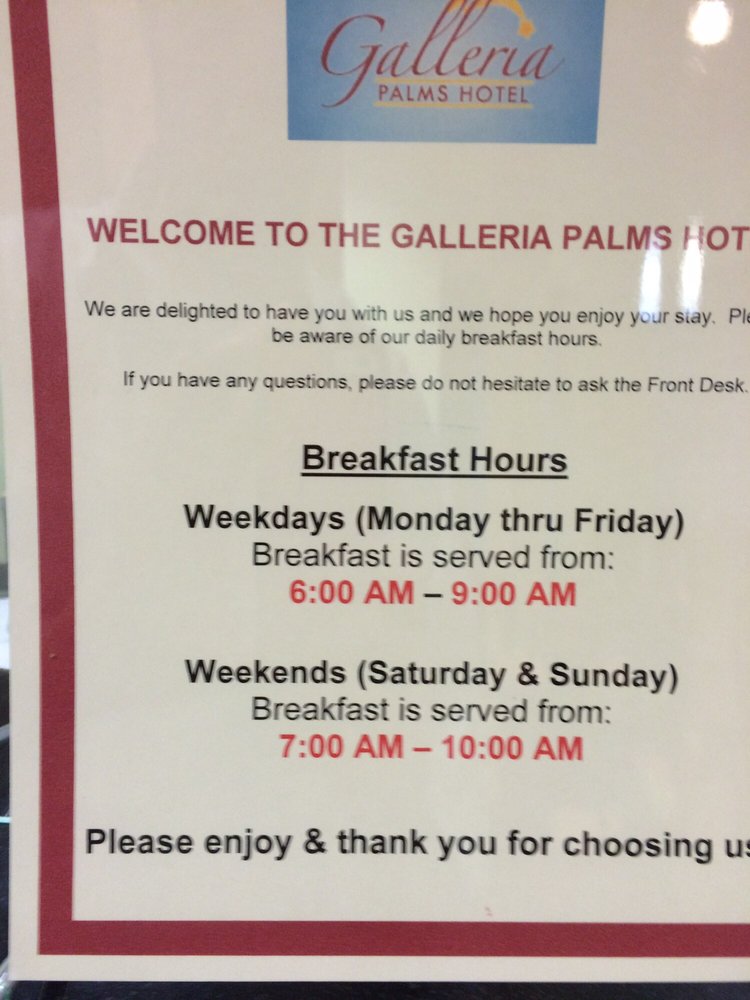 Galleria
PALMS HOTEL
WELCOME TO THE GALLERIA PALMS HOT
We are delighted to have you with us and we hope you enjoy your stay. Ple
be aware of our daily breakfast hours.
If you have any questions, please do not hesitate to ask the Front Desk.
Breakfast Hours
Weekdays (Monday thru Friday)
Breakfast is served from:
6:00 AM – 9:00 AM
Weekends (Saturday & Sunday)
Breakfast is served from:
7:00 AM – 10:00 AM
Please enjoy & thank you for choosing us